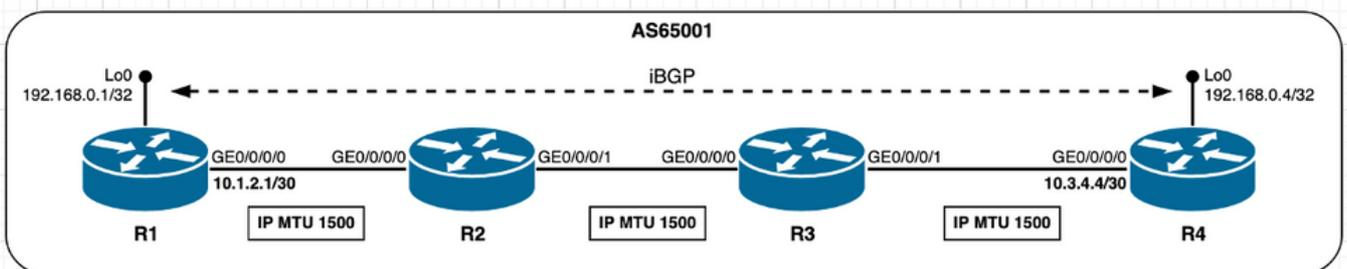 AS65001
Lo0
192.168.0.1/32
iBGP
Lo0
192.168.0.4/32
GE0/0/0/0
GE0/0/0/0
GE0/0/0/1
GE0/0/0/0
GE0/0/0/1
GE0/0/0/0
10.1.2.1/30
10.3.4.4/30
IP MTU 1500
IP MTU 1500
IP MTU 1500
R1
R2
R3
R4